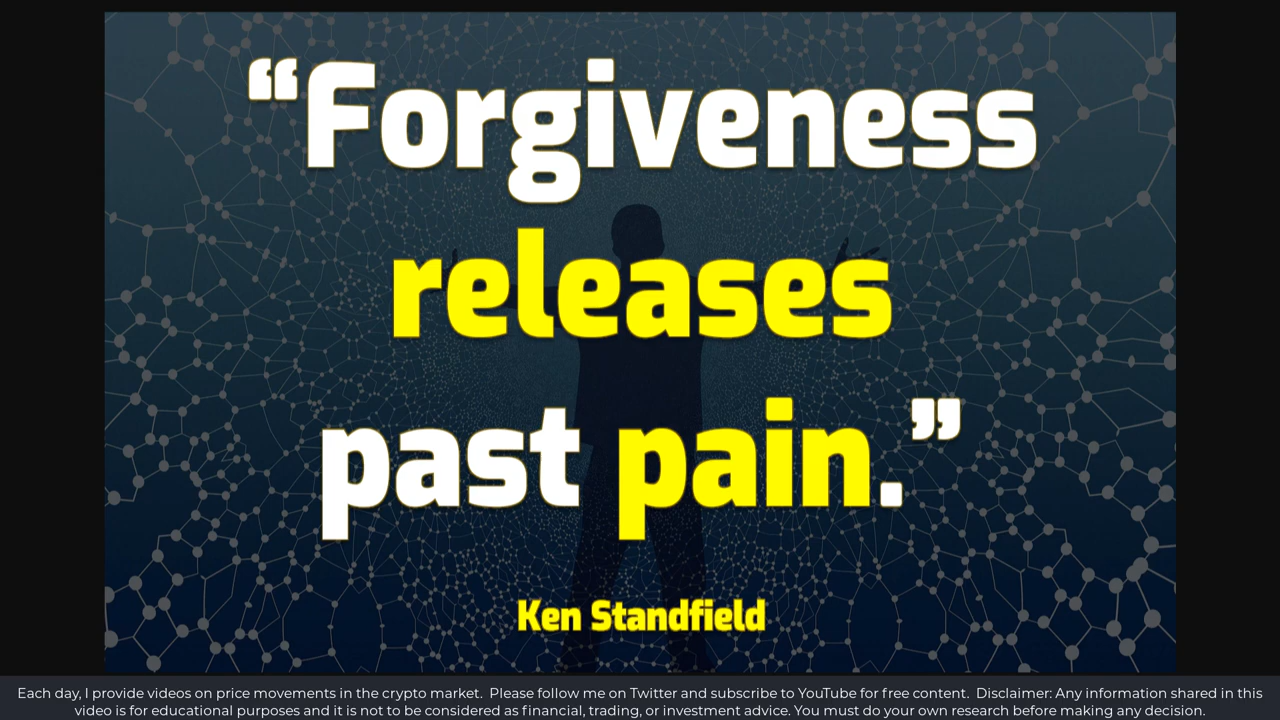 “Forgiveness
releases
past pain.”
Ken Standfield
Each day, I provide videos on price movements in the crypto market.  Please follow me on Twitter and subscribe to YouTube for free content.  Disclaimer: Any information shared in this
video is for educational purposes and it is not to be considered as financial, trading, or investment advice. You must do your own research before making any decision.